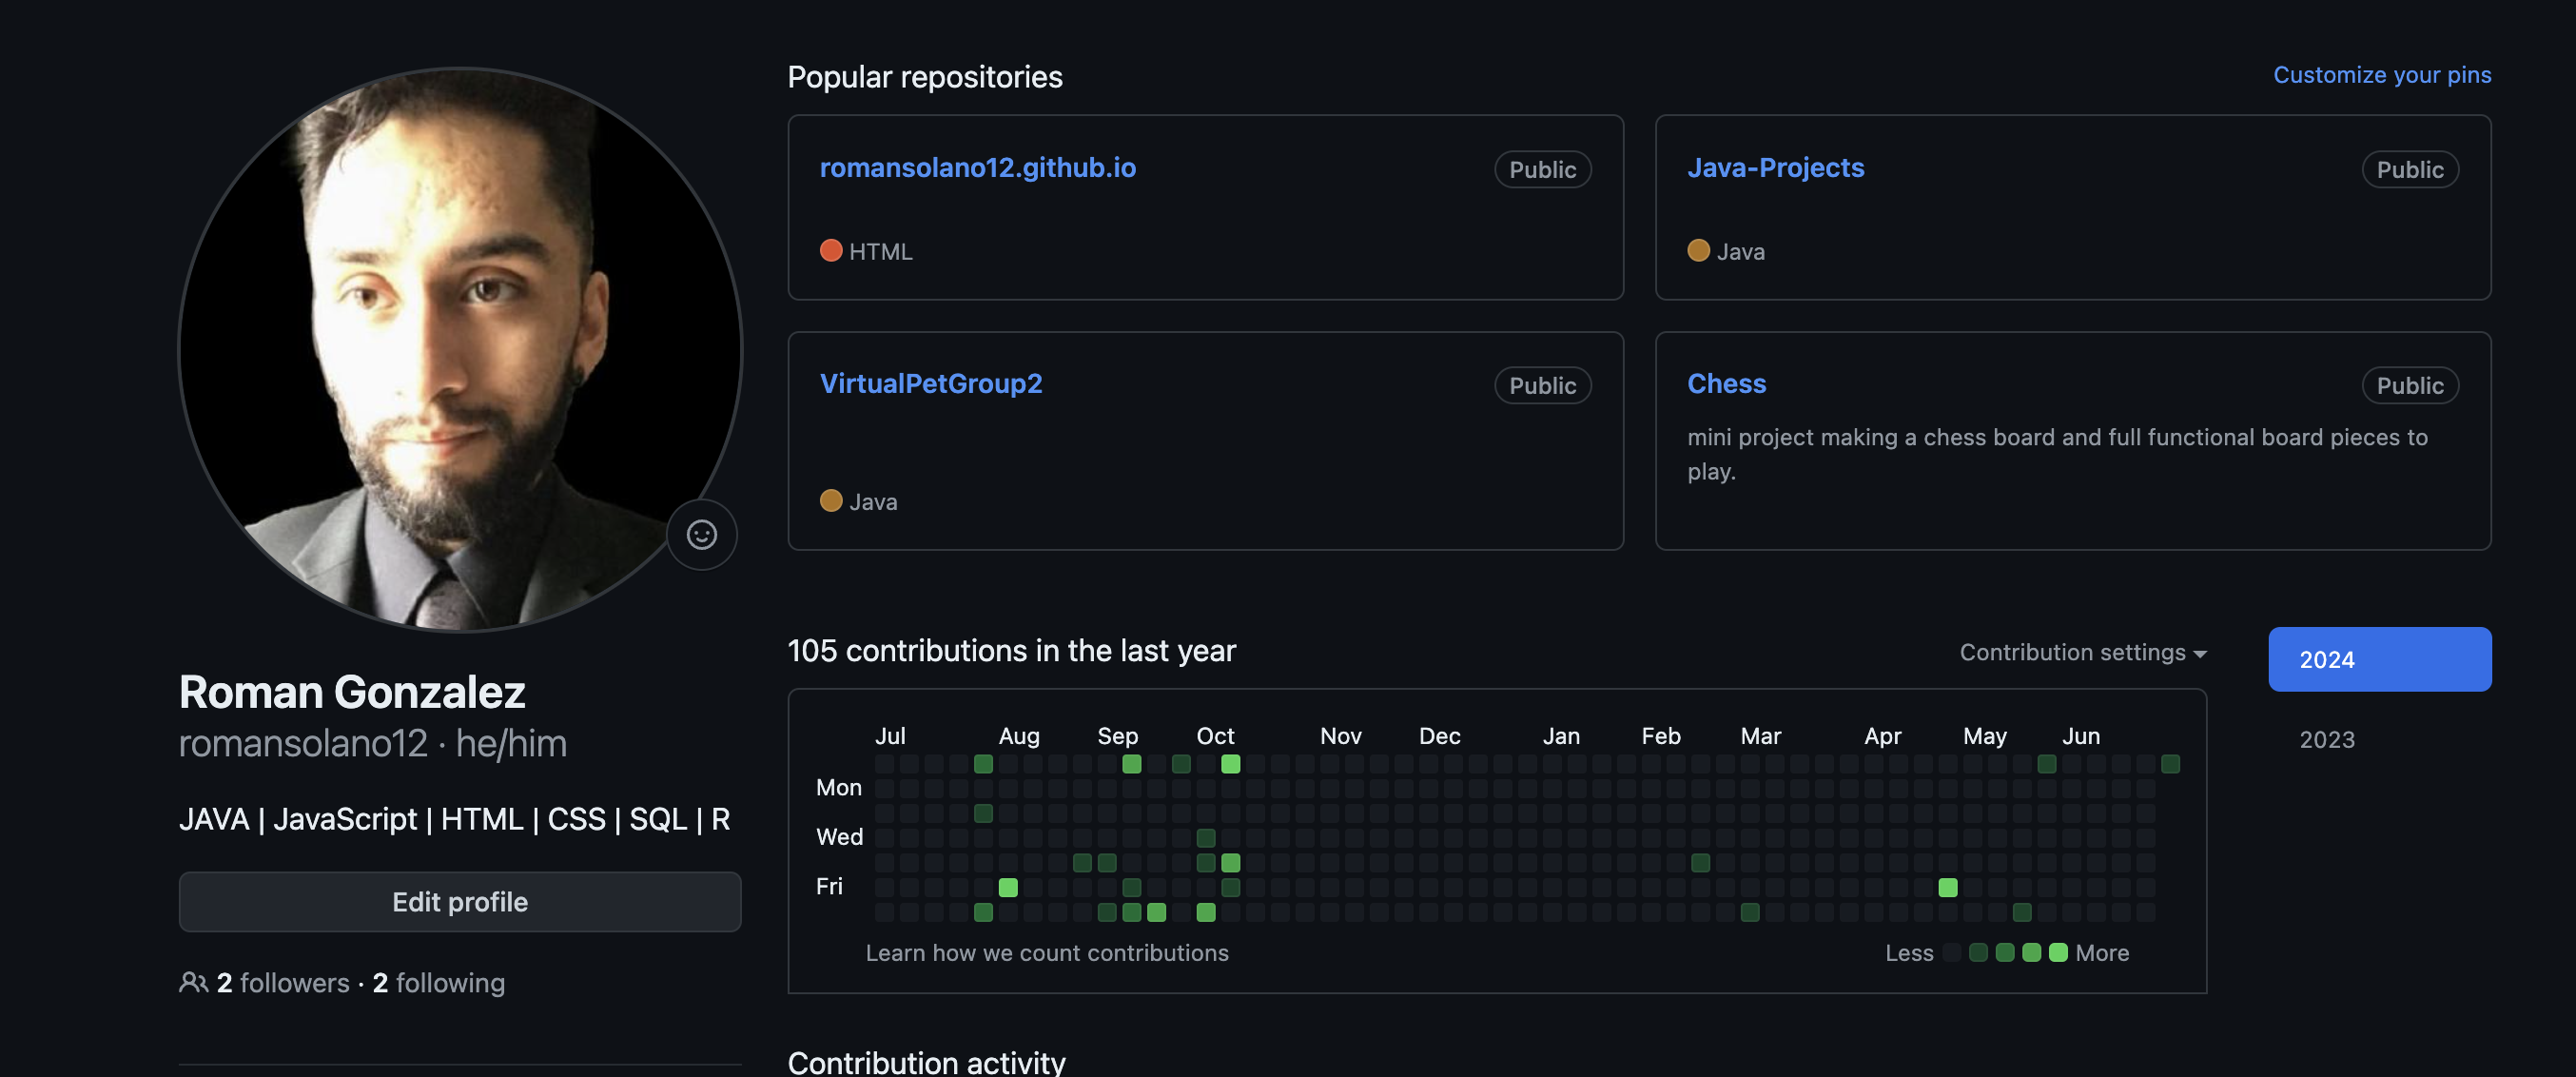 Popular repositories
Customize your pins
romansolano12.github.io
Public
HTML
Java-Projects
Public
Java
VirtualPetGroup2
Public
Java
Chess
Public
mini project making a chess board and full functional board pieces to
play.
Roman Gonzalez
romansolano12 · he/him
JAVA | JavaScript | HTML | CSS | SQL | R
Edit profile
2 followers · 2 following
105 contributions in the last year
Contribution settings
2024
2023
Jul Aug Sep Oct Nov Dec Jan Feb Mar Apr May Jun
Mon
Wed
Fri
Learn how we count contributions
Less More
Contribution activity